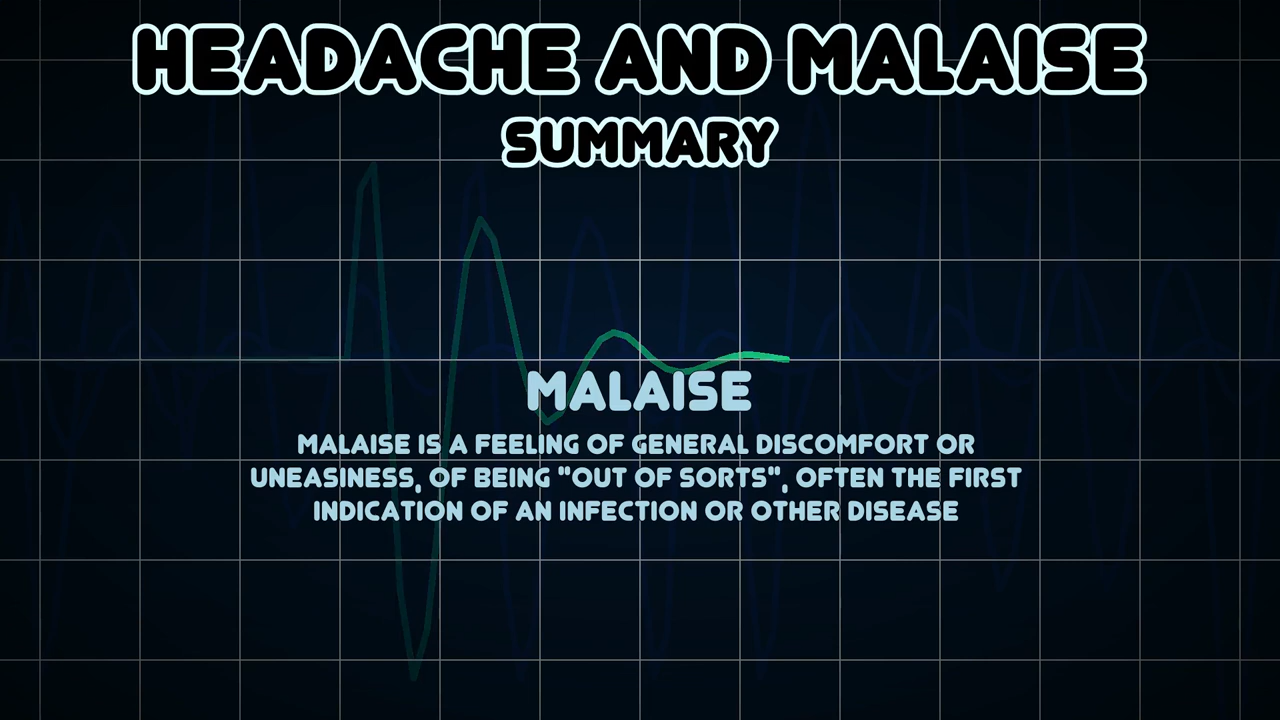 HEADACHE AND MALAISE
SUMMARY
MALAISE
MALAISE IS A FEELING OF GENERAL DISCOMFORT OR
UNEASINESS, OF BEING "OUT OF SORTS", OFTEN THE FIRST
INDICATION OF AN INFECTION OR OTHER DISEASE